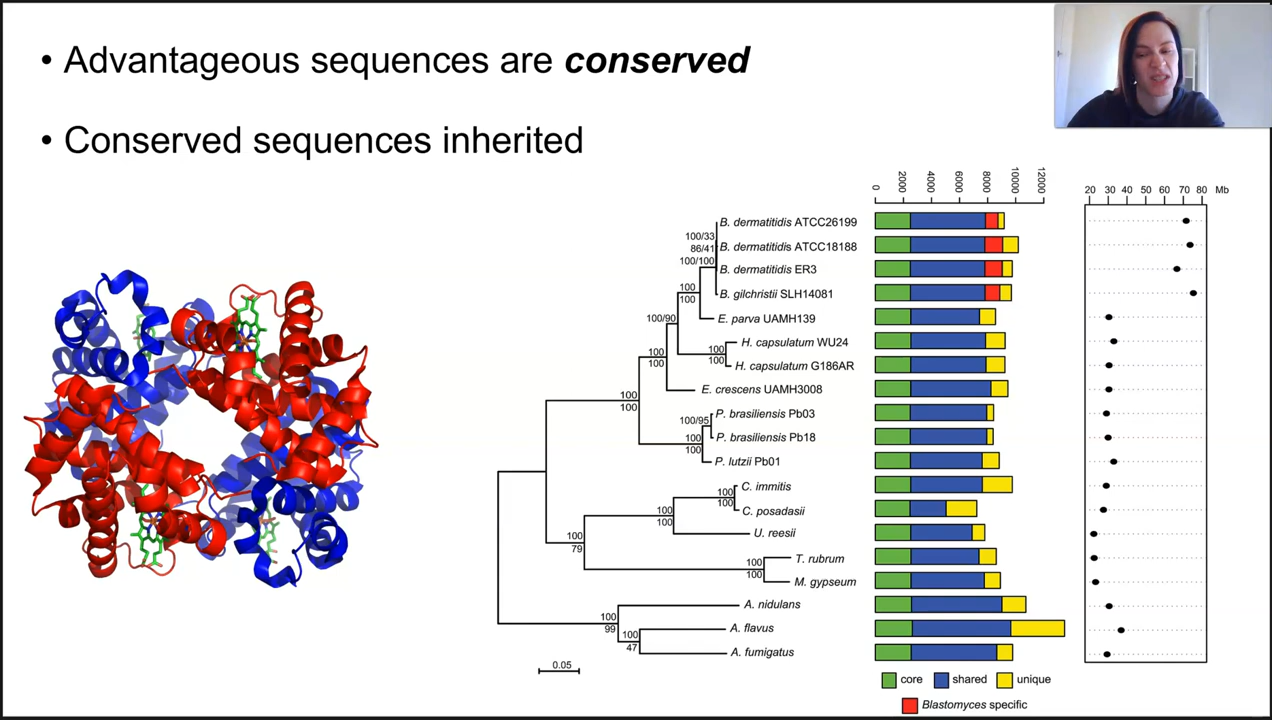 • Advantageous sequences are conserved
• Conserved sequences inherited
0 2000 4000 6000 8000 10000 12000
20 30 40 50 60 70 80 Mb
B. dermatitidis ATCC26199
100/33
86/41
B. dermatitidis ATCC18188
100/100
B. dermatitidis ER3
B. gilchristii SLH14081
100
100
E. parva UAMH139
100/90
H. capsulatum WU24
100
100
H. capsulatum G186AR
100
100
E. crescens UAMH3008
100
100
P. brasiliensis Pb03
100/95
P. brasiliensis Pb18
100
100
P. lutzii Pb01
C. immitis
100
100
C. posadasii
100
100
U. reesii
100
79
T. rubrum
100
100
M. gypseum
A. nidulans
100
99
A. flavus
100
47
A. fumigatus
0.05
core shared unique
Blastomyces specific